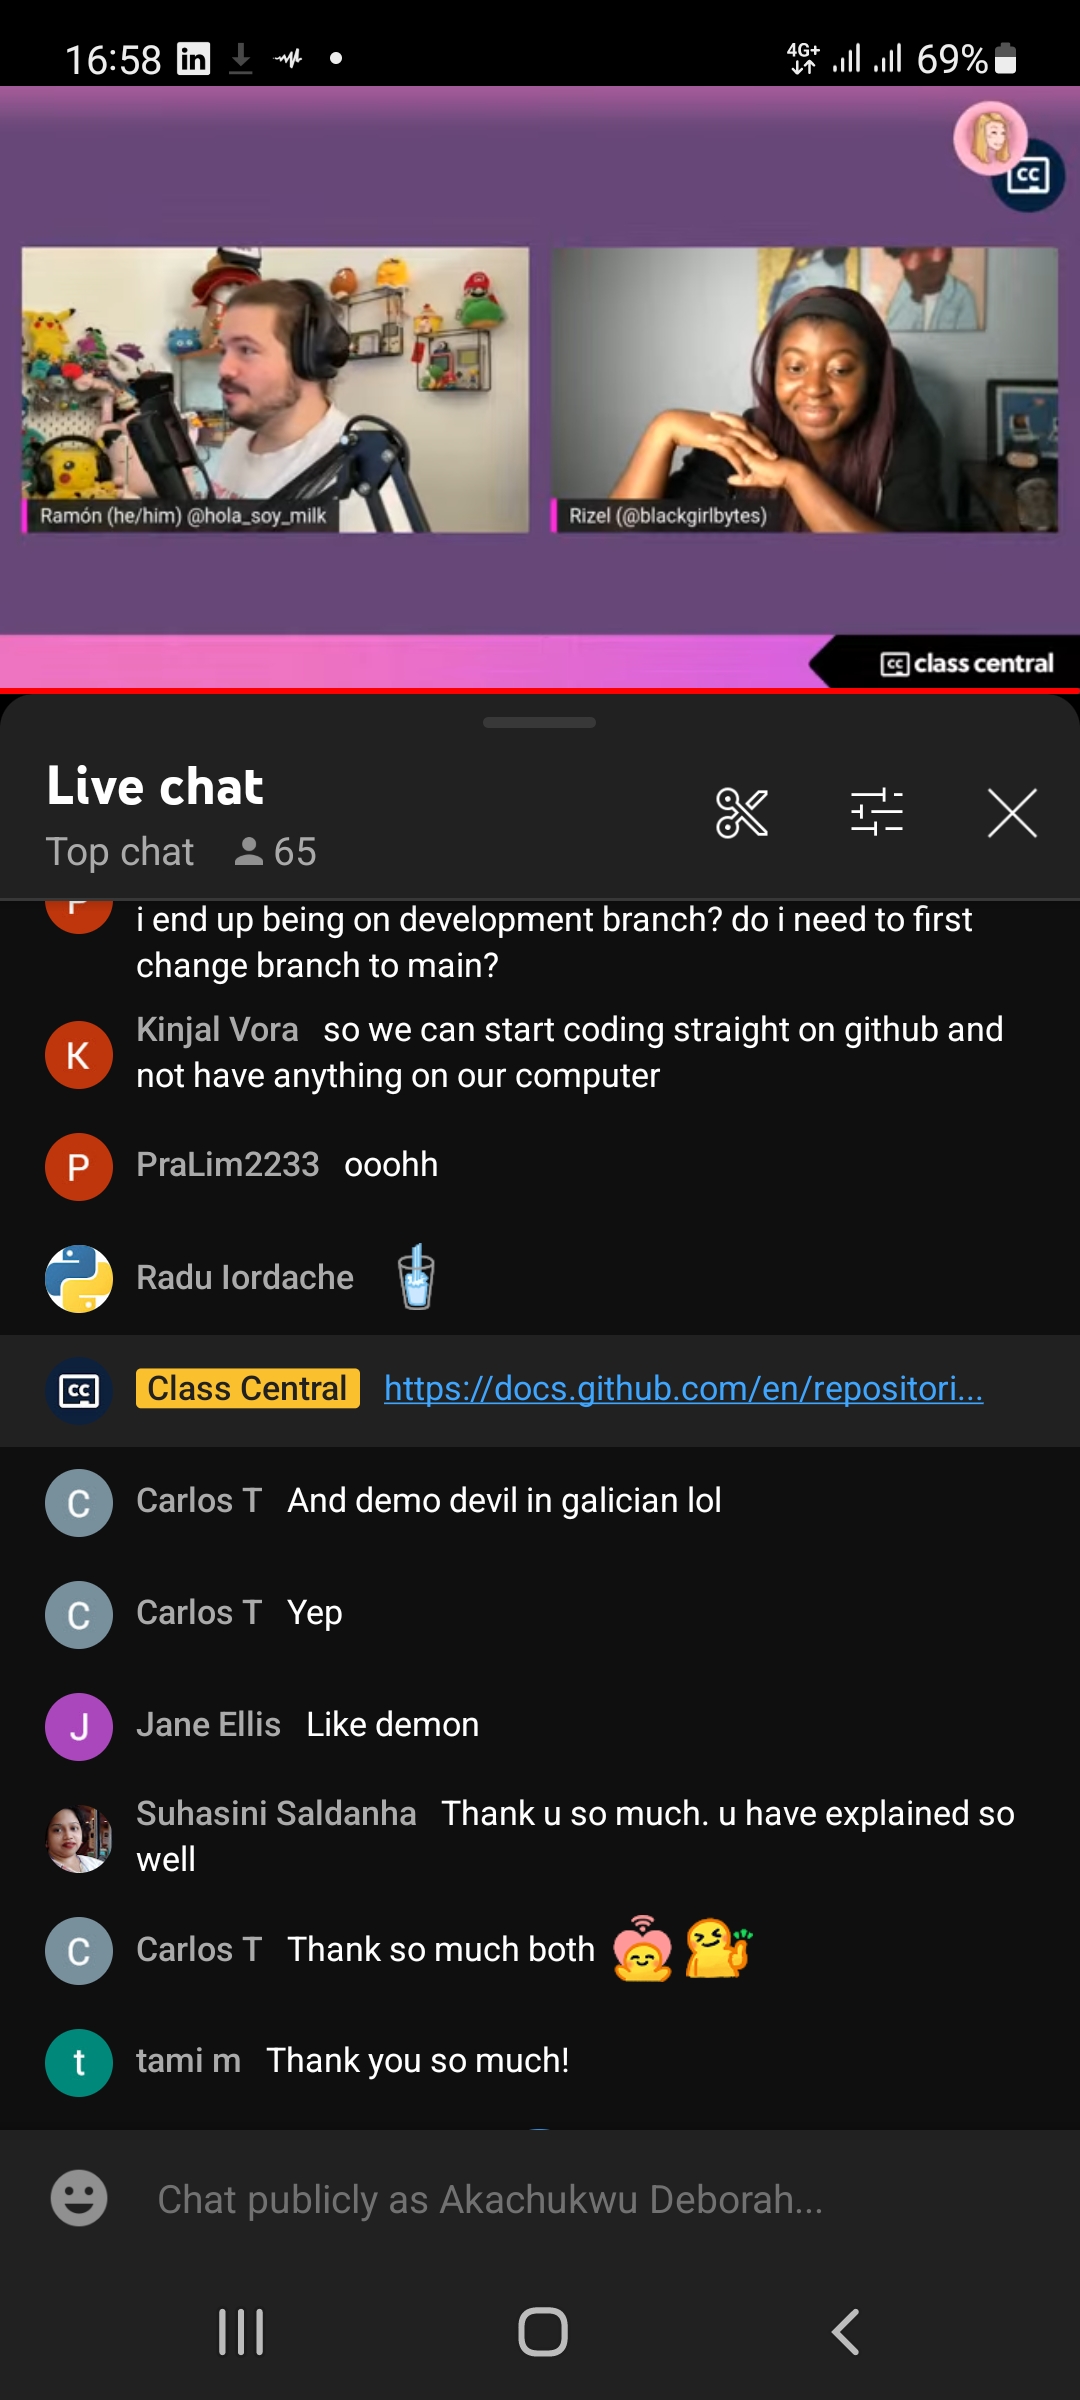 16:58 in 4G+ 69%
CC
Ramón (he/him) @hola_soy_milk
Rizel (@blackgirlbytes)
cc class central
Live chat
Top chat 65
P i end up being on development branch? do i need to first
change branch to main?
K Kinjal Vora so we can start coding straight on github and
not have anything on our computer
P PraLim2233 ooohh
Radu Iordache
cc Class Central https://docs.github.com/en/repositori...
C Carlos T And demo devil in galician lol
C Carlos T Yep
J Jane Ellis Like demon
Suhasini Saldanha Thank u so much. u have explained so
well
C Carlos T Thank so much both
t tami m Thank you so much!
Chat publicly as Akachukwu Deborah...